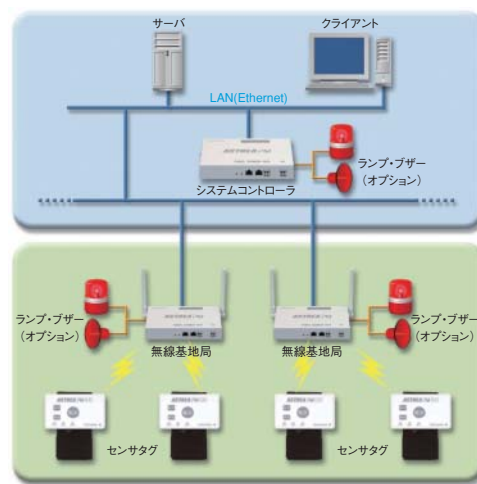 サーバ
クライアント
LAN(Ethernet)
ランプ・ブザー
(オプション)
システムコントローラ
ランプ・ブザー
(オプション)
無線基地局
無線基地局
ランプ・ブザー
(オプション)
センサタグ
センサタグ